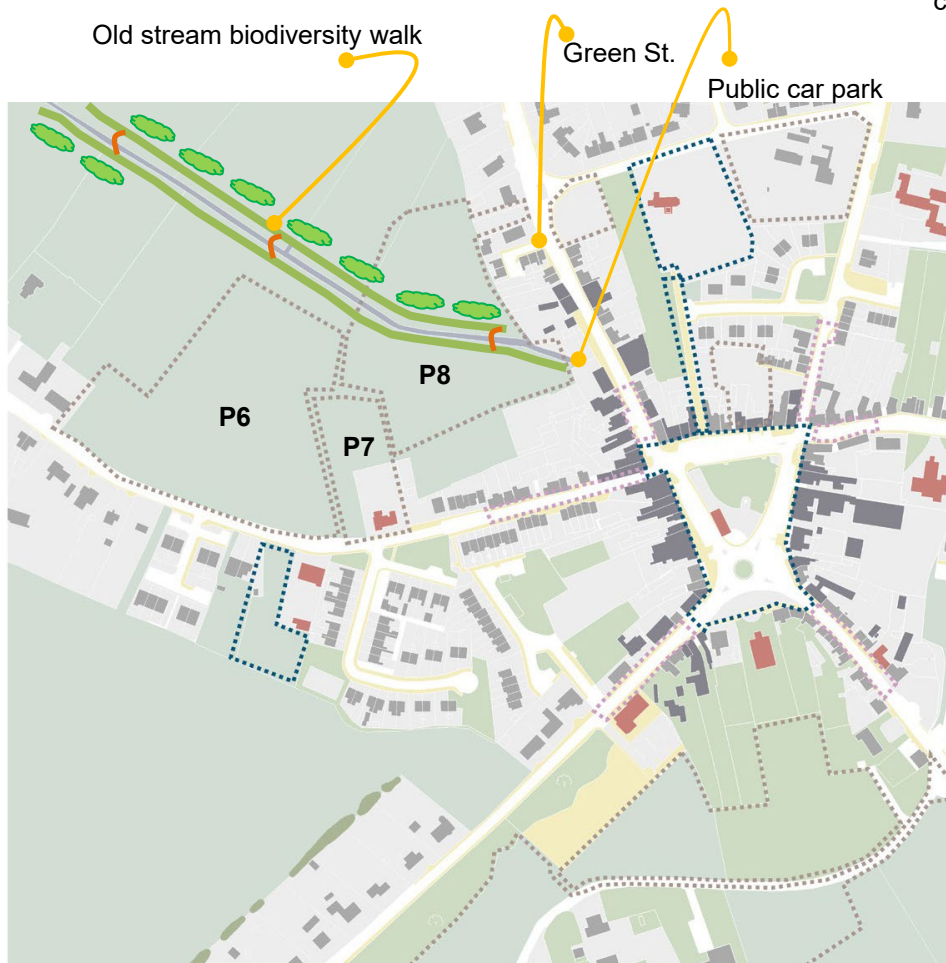 Old stream biodiversity walk
Green St.
Public car park
P8
P6
P7